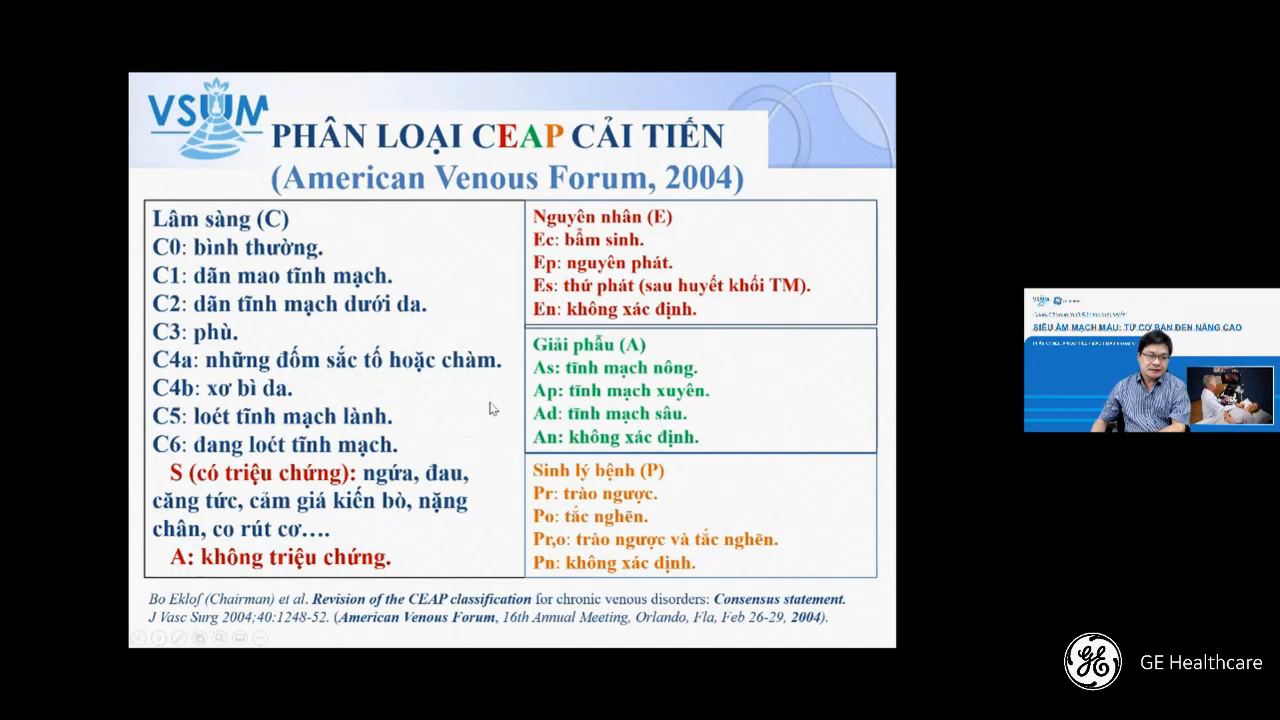 VSUM
PHÂN LOẠI CEAP CẢI TIẾN
(American Venous Forum, 2004)
Lâm sàng (C)
C0: bình thường.
C1: dãn mao tĩnh mạch.
C2: dãn tĩnh mạch dưới da.
C3: phù.
C4a: những đốm sắc tố hoặc chàm.
C4b: xơ bì da.
C5: loét tĩnh mạch lành.
C6: đang loét tĩnh mạch.
S (có triệu chứng): ngứa, đau,
căng tức, cảm giá kiến bò, nặng
chân, co rút cơ….
A: không triệu chứng.
Nguyên nhân (E)
Ec: bẩm sinh.
Ep: nguyên phát.
Es: thứ phát (sau huyết khối TM).
En: không xác định.
Giải phẫu (A)
As: tĩnh mạch nông.
Ap: tĩnh mạch xuyên.
Ad: tĩnh mạch sâu.
An: không xác định.
Sinh lý bệnh (P)
Pr: trào ngược.
Po: tắc nghẽn.
Pr,o: trào ngược và tắc nghẽn.
Pn: không xác định.
Bo Eklof (Chairman) et al. Revision of the CEAP classification for chronic venous disorders: Consensus statement.
J Vasc Surg 2004;40:1248-52. (American Venous Forum, 16th Annual Meeting, Orlando, Fla, Feb 26-29, 2004).
SIÊU ÂM MẠCH MÁU: TỪ CƠ BẢN ĐẾN NÂNG CAO
GE Healthcare